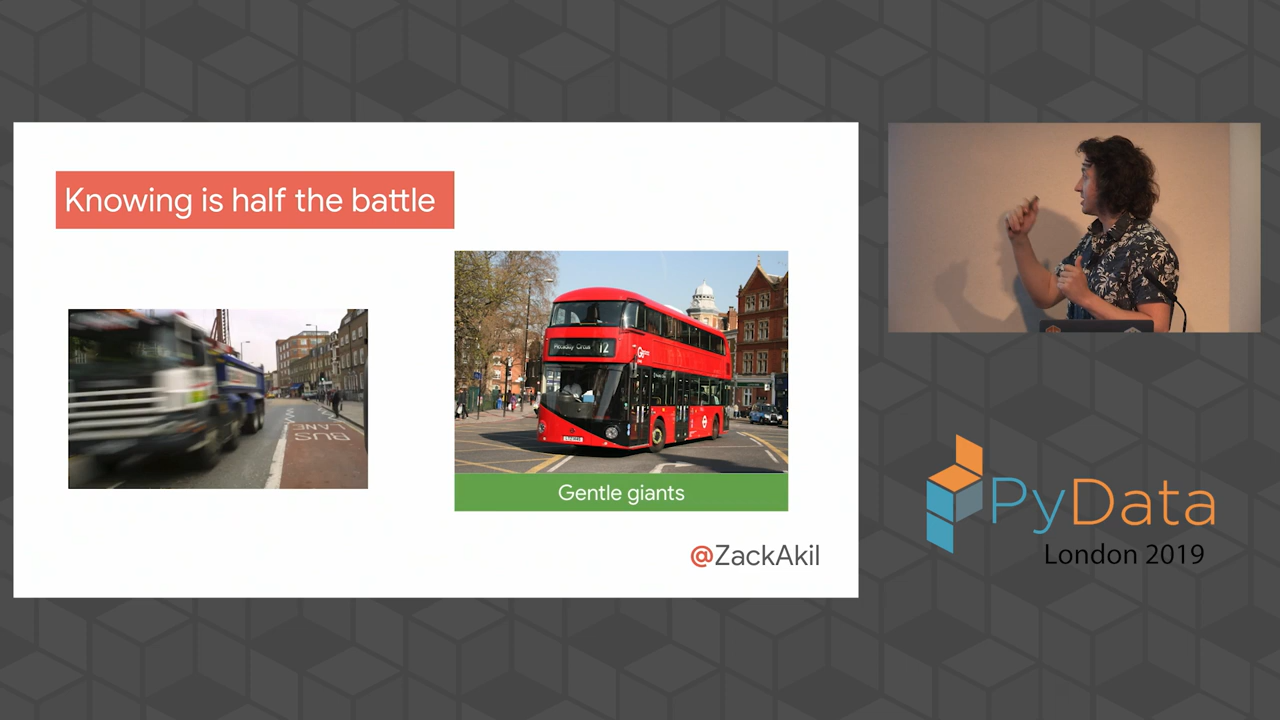 Knowing is half the battle
BUS
LANE
Piccadilly Circus 12
Gentle giants
@ZackAkil
PyData
London 2019